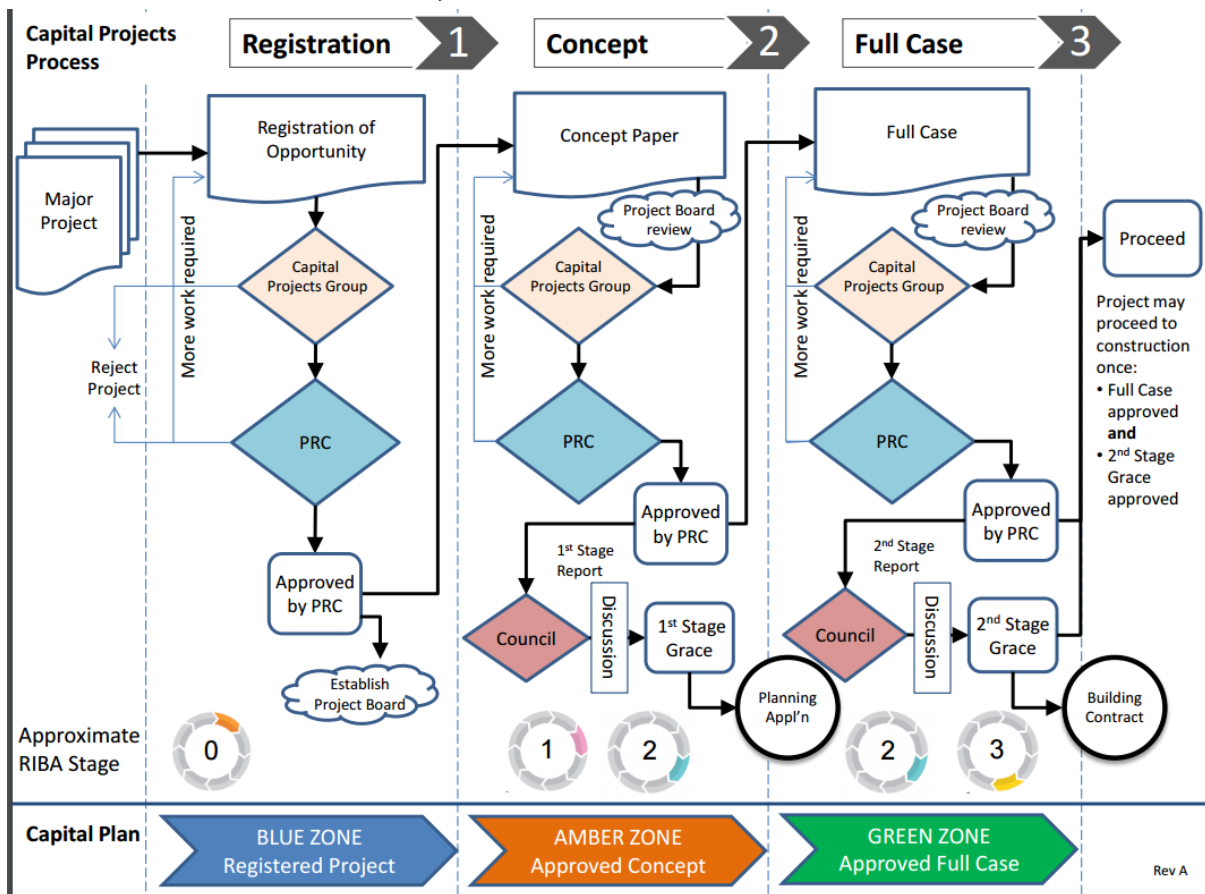 Capital Projects
Process
Registration
1
Concept
2
Full Case
3
Major
Project
Registration of
Opportunity
Concept Paper
Full Case
Project Board
review
Project Board
review
Proceed
More work required
More work required
More work required
Capital
Projects Group
Capital
Projects Group
Capital
Projects Group
Reject
Project
PRC
PRC
PRC
Project may
proceed to
construction
once:
• Full Case
approved
and
• 2nd Stage
Grace
approved
Approved
by PRC
Approved
by PRC
Approved
by PRC
1st Stage
Report
2nd Stage
Report
Council
Discussion
1st Stage
Grace
Council
Discussion
2nd Stage
Grace
Establish
Project Board
Planning
Appl'n
Building
Contract
Approximate
RIBA Stage
0
1
2
2
3
Capital Plan
BLUE ZONE
Registered Project
AMBER ZONE
Approved Concept
GREEN ZONE
Approved Full Case
Rev A